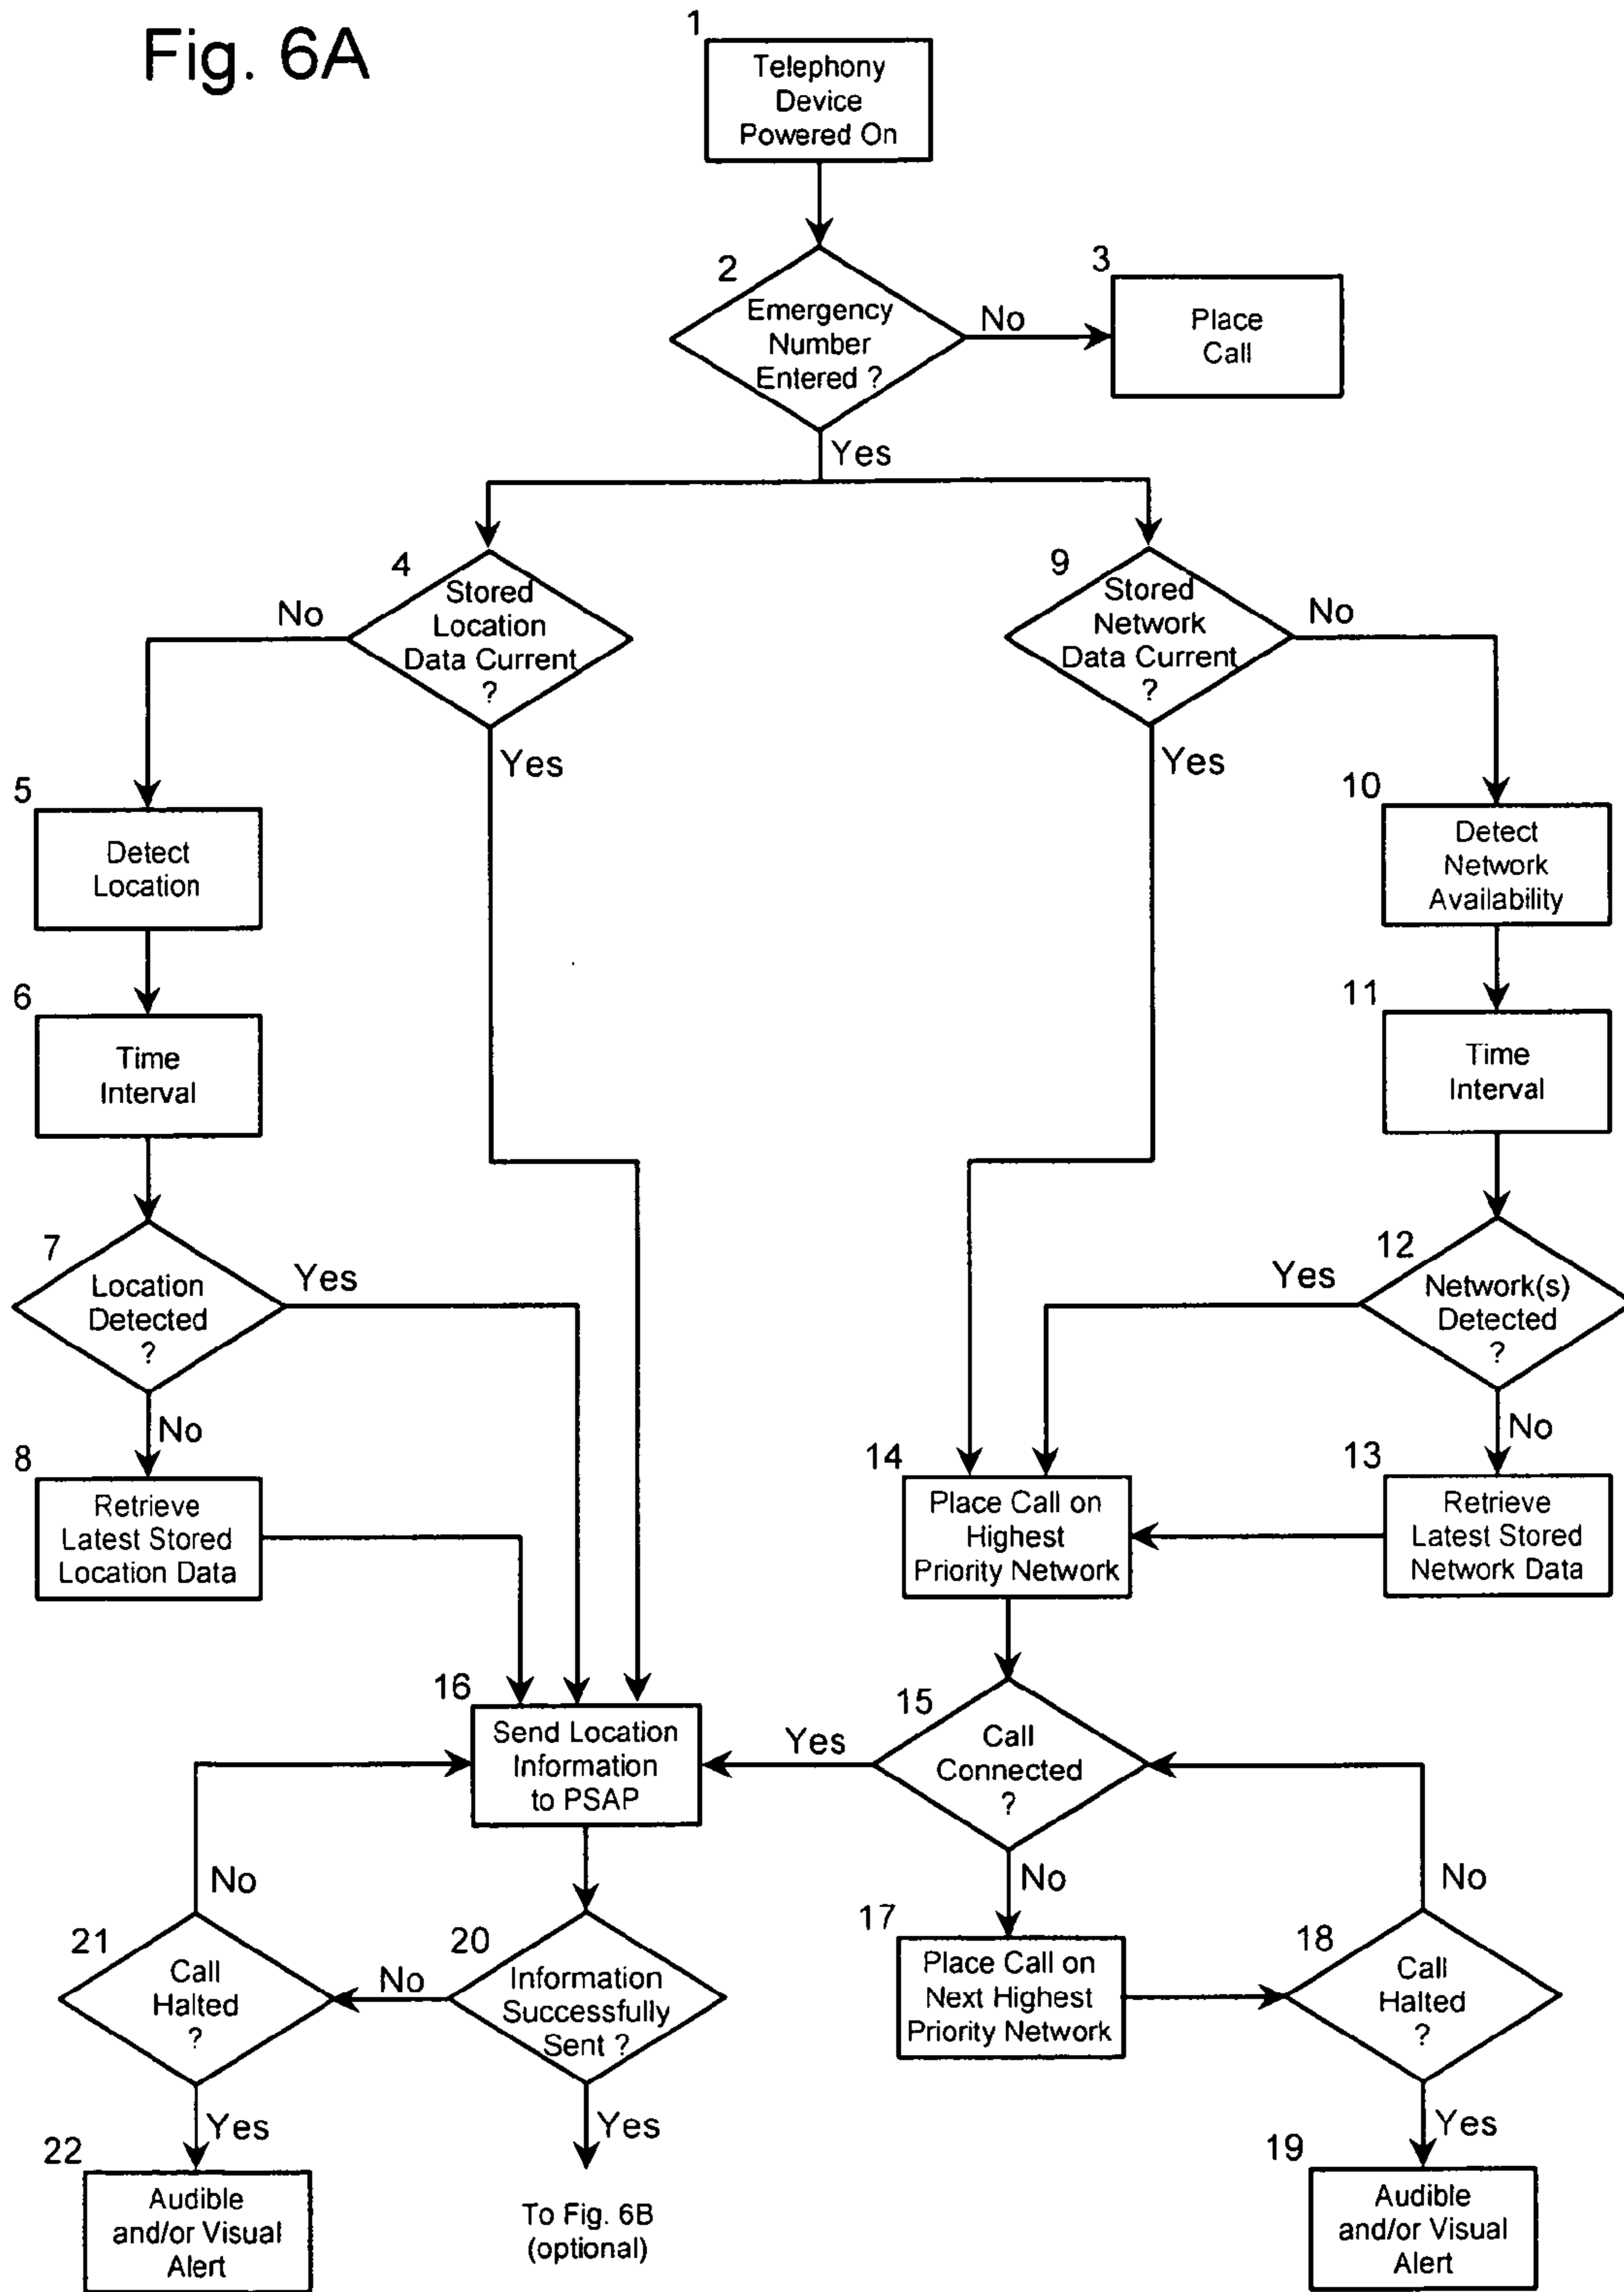 Fig. 6A
1
Telephony
Device
Powered On
2
Emergency
Number
Entered ?
No
3
Place
Call
Yes
4
Stored
Location
Data Current
?
No
Yes
9
Stored
Network
Data Current
?
No
Yes
5
Detect
Location
10
Detect
Network
Availability
6
Time
Interval
11
Time
Interval
7
Location
Detected
?
Yes
No
12
Network(s)
Detected
?
Yes
No
8
Retrieve
Latest Stored
Location Data
14
Place Call on
Highest
Priority Network
13
Retrieve
Latest Stored
Network Data
16
Send Location
Information
to PSAP
Yes
15
Call
Connected
?
No
No
No
21
Call
Halted
?
No
20
Information
Successfully
Sent ?
17
Place Call on
Next Highest
Priority Network
18
Call
Halted
?
Yes
Yes
Yes
22
Audible
and/or Visual
Alert
To Fig. 6B
(optional)
19
Audible
and/or Visual
Alert